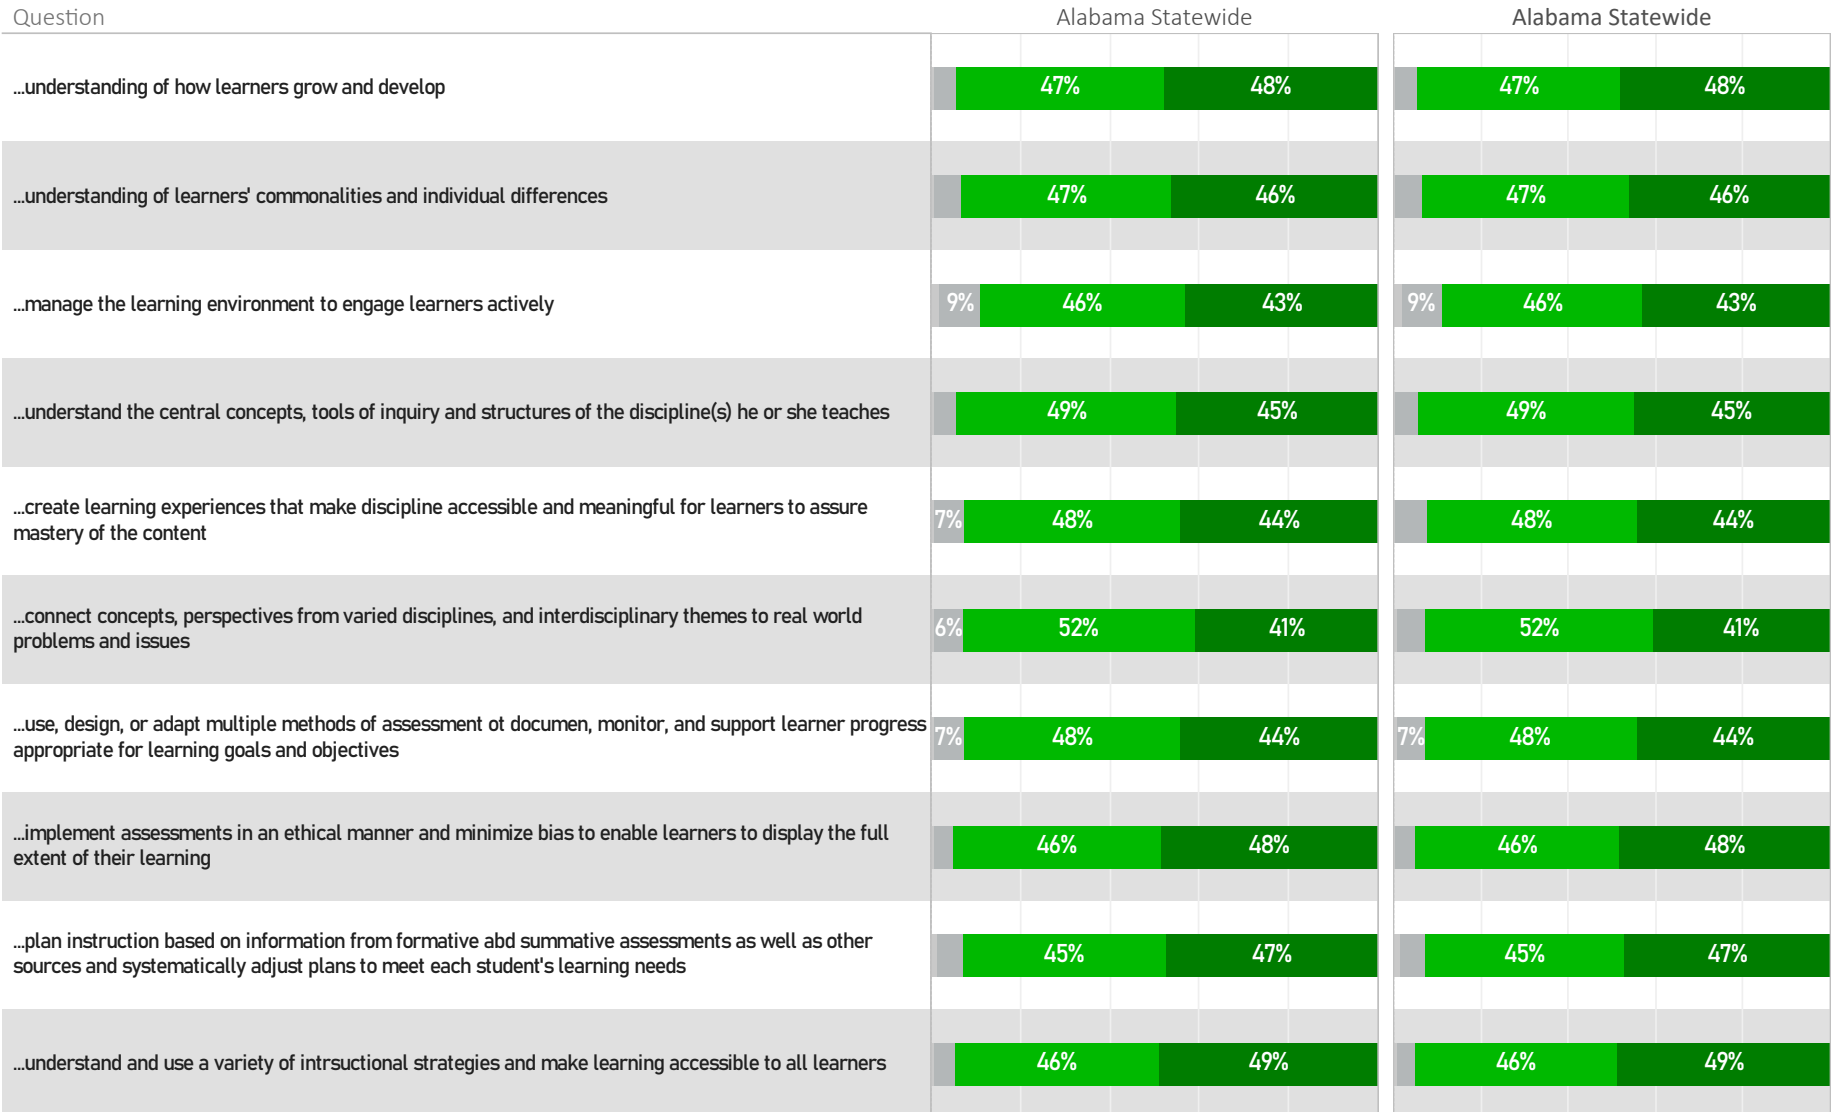 Question Alabama Statewide Alabama Statewide
...understanding of how learners grow and develop 47% 48% 47% 48%
...understanding of learners' commonalities and individual differences 47% 46% 47% 46%
...manage the learning environment to engage learners actively 9% 46% 43% 9% 46% 43%
...understand the central concepts, tools of inquiry and structures of the discipline(s) he or she teaches 49% 45% 49% 45%
...create learning experiences that make discipline accessible and meaningful for learners to assure
mastery of the content
7% 48% 44% 48% 44%
...connect concepts, perspectives from varied disciplines, and interdisciplinary themes to real world
problems and issues
6% 52% 41% 52% 41%
...use, design, or adapt multiple methods of assessment ot documen, monitor, and support learner progress
appropriate for learning goals and objectives
7% 48% 44% 7% 48% 44%
...implement assessments in an ethical manner and minimize bias to enable learners to display the full
extent of their learning
46% 48% 46% 48%
...plan instruction based on information from formative abd summative assessments as well as other
sources and systematically adjust plans to meet each student's learning needs
45% 47% 45% 47%
...understand and use a variety of intrsuctional strategies and make learning accessible to all learners 46% 49% 46% 49%